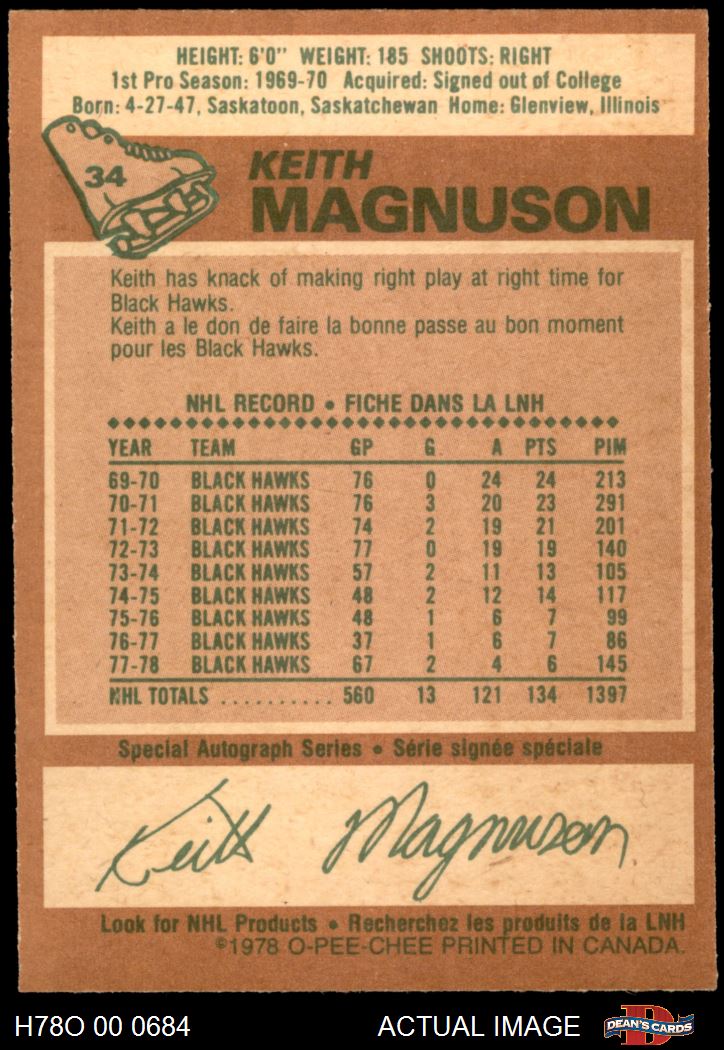 HEIGHT: 6'0" WEIGHT: 185 SHOOTS: RIGHT
1st Pro Season: 1969-70 Acquired: Signed out of College
Born: 4-27-47, Saskatoon, Saskatchewan Home: Glenview, Illinois
34
KEITH
MAGNUSON
Keith has knack of making right play at right time for
Black Hawks.
Keith a le don de faire la bonne passe au bon moment
pour les Black Hawks.
NHL RECORD • FICHE DANS LA LNH
YEAR TEAM GP G A PTS PIM
69-70 BLACK HAWKS 76 0 24 24 213
70-71 BLACK HAWKS 76 3 20 23 291
71-72 BLACK HAWKS 74 2 19 21 201
72-73 BLACK HAWKS 77 0 19 19 140
73-74 BLACK HAWKS 57 2 11 13 105
74-75 BLACK HAWKS 48 2 12 14 117
75-76 BLACK HAWKS 48 1 6 7 99
76-77 BLACK HAWKS 37 1 6 7 86
77-78 BLACK HAWKS 67 2 4 6 145
NHL TOTALS .......... 560 13 121 134 1397
Special Autograph Series • Série signée spéciale
Keith Magnuson
Look for NHL Products • Recherchez les produits de la LNH
©1978 O-PEE-CHEE PRINTED IN CANADA.
H78O 00 0684 ACTUAL IMAGE D DEAN'S CARDS